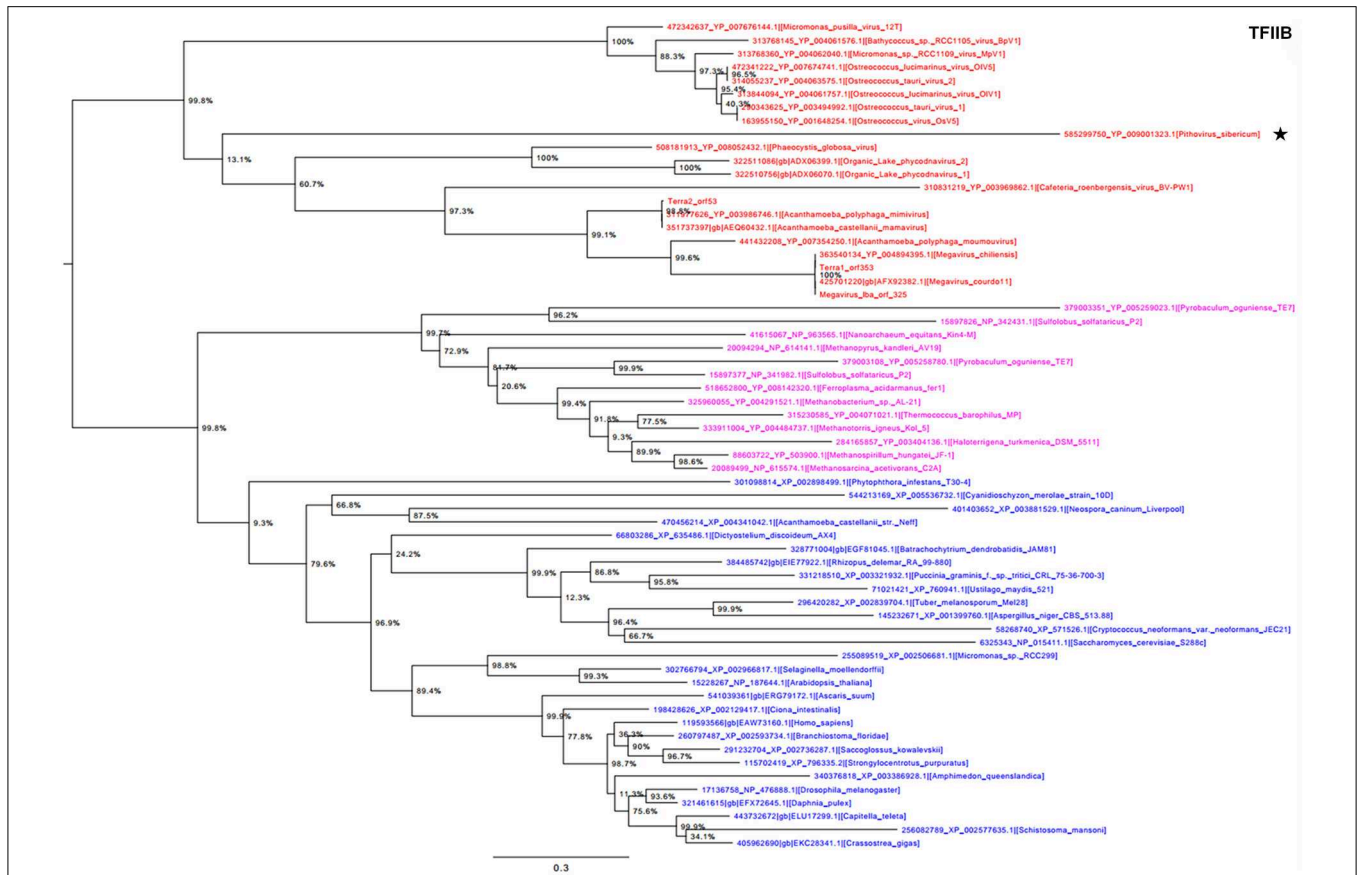 TFIIB
472342637_YP_007676144.1|[Micromonas_pusilla_virus_12T]
100%
313768145_YP_004061576.1|[Bathycoccus_sp._RCC1105_virus_BpV1]
88.3%
313768360_YP_004062040.1|[Micromonas_sp._RCC1109_virus_MpV1]
97.3%
472341222_YP_007674741.1|[Ostreococcus_lucimarinus_virus_OlV5]
96.5%
314055237_YP_004063575.1|[Ostreococcus_tauri_virus_2]
95.4%
313844094_YP_004061757.1|[Ostreococcus_lucimarinus_virus_OlV1]
40.3%
260343625_YP_003494992.1|[Ostreococcus_tauri_virus_1]
163955150_YP_001648254.1|[Ostreococcus_virus_OsV5]
99.8%
585299750_YP_009001323.1|[Pithovirus_sibericum] ★
13.1%
508181913_YP_008052432.1|[Phaeocystis_globosa_virus]
100%
322511086|gb|ADX06399.1|[Organic_Lake_phycodnavirus_2]
100%
322510756|gb|ADX06070.1|[Organic_Lake_phycodnavirus_1]
60.7%
310831219_YP_003969862.1|[Cafeteria_roenbergensis_virus_BV-PW1]
97.3%
Terra2_orf53
98.8%
311977626_YP_003986746.1|[Acanthamoeba_polyphaga_mimivirus]
351737397|gb|AEQ60432.1|[Acanthamoeba_castellanii_mamavirus]
99.1%
441432208_YP_007354250.1|[Acanthamoeba_polyphaga_moumouvirus]
99.6%
363540134_YP_004894395.1|[Megavirus_chiliensis]
Terra1_orf353
100%
425701220|gb|AFX92382.1|[Megavirus_courdo11]
Megavirus_lba_orf_325
379003351_YP_005259023.1|[Pyrobaculum_oguniense_TE7]
96.2%
15897826_NP_342431.1|[Sulfolobus_solfataricus_P2]
99.7%
41615067_NP_963565.1|[Nanoarchaeum_equitans_Kin4-M]
72.9%
20094294_NP_614141.1|[Methanopyrus_kandleri_AV19]
81.7%
379003108_YP_005258780.1|[Pyrobaculum_oguniense_TE7]
99.9%
15897377_NP_341982.1|[Sulfolobus_solfataricus_P2]
20.6%
518652800_YP_008142320.1|[Ferroplasma_acidarmanus_fer1]
99.4%
325960055_YP_004291521.1|[Methanobacterium_sp._AL-21]
91.8%
315230585_YP_004071021.1|[Thermococcus_barophilus_MP]
77.5%
333911004_YP_004484737.1|[Methanotorris_igneus_Kol_5]
9.3%
284165857_YP_003404136.1|[Haloterrigena_turkmenica_DSM_5511]
89.9%
88603722_YP_503900.1|[Methanospirillum_hungatei_JF-1]
98.6%
20089499_NP_615574.1|[Methanosarcina_acetivorans_C2A]
99.8%
301098814_XP_002898499.1|[Phytophthora_infestans_T30-4]
9.3%
544213169_XP_005536732.1|[Cyanidioschyzon_merolae_strain_10D]
66.8%
401403652_XP_003881529.1|[Neospora_caninum_Liverpool]
87.5%
470456214_XP_004341042.1|[Acanthamoeba_castellanii_str._Neff]
79.6%
66803286_XP_635486.1|[Dictyostelium_discoideum_AX4]
24.2%
328771004|gb|EGF81045.1|[Batrachochytrium_dendrobatidis_JAM81]
99.9%
384485742|gb|EIE77922.1|[Rhizopus_delemar_RA_99-880]
86.8%
331218510_XP_003321932.1|[Puccinia_graminis_f._sp._tritici_CRL_75-36-700-3]
95.8%
71021421_XP_760941.1|[Ustilago_maydis_521]
12.3%
296420282_XP_002839704.1|[Tuber_melanosporum_Mel28]
99.9%
145232671_XP_001399760.1|[Aspergillus_niger_CBS_513.88]
96.4%
58268740_XP_571526.1|[Cryptococcus_neoformans_var._neoformans_JEC21]
66.7%
6325343_NP_015411.1|[Saccharomyces_cerevisiae_S288c]
96.9%
255089519_XP_002506681.1|[Micromonas_sp._RCC299]
98.8%
302766794_XP_002966817.1|[Selaginella_moellendorffii]
99.3%
15228267_NP_187644.1|[Arabidopsis_thaliana]
89.4%
541039361|gb|ERG79172.1|[Ascaris_suum]
99.9%
198428626_XP_002129417.1|[Ciona_intestinalis]
77.8%
119593566|gb|EAW73160.1|[Homo_sapiens]
36.3%
260797487_XP_002593734.1|[Branchiostoma_floridae]
90%
291232704_XP_002736287.1|[Saccoglossus_kowalevskii]
96.7%
115702419_XP_796335.2|[Strongylocentrotus_purpuratus]
98.7%
340376818_XP_003386928.1|[Amphimedon_queenslandica]
11.3%
17136758_NP_476888.1|[Drosophila_melanogaster]
93.6%
321461615|gb|EFX72645.1|[Daphnia_pulex]
75.6%
443732672|gb|ELU17299.1|[Capitella_teleta]
99.9%
256082789_XP_002577635.1|[Schistosoma_mansoni]
34.1%
405962690|gb|EKC28341.1|[Crassostrea_gigas]
0.3